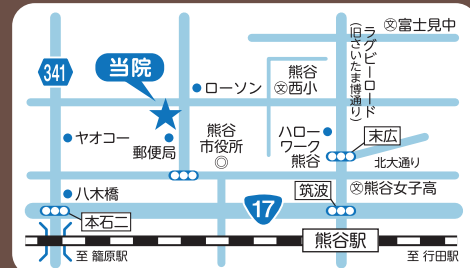 文富士見中
ラグビーロード
(旧さいたま博通り)
341
当院
ローソン
熊谷
文西小
ヤオコー
郵便局
熊谷
市役所
ハロー
ワーク
熊谷
末広
北大通り
八木橋
筑波
文熊谷女子高
本石二
17
熊谷駅
至 籠原駅
至 行田駅